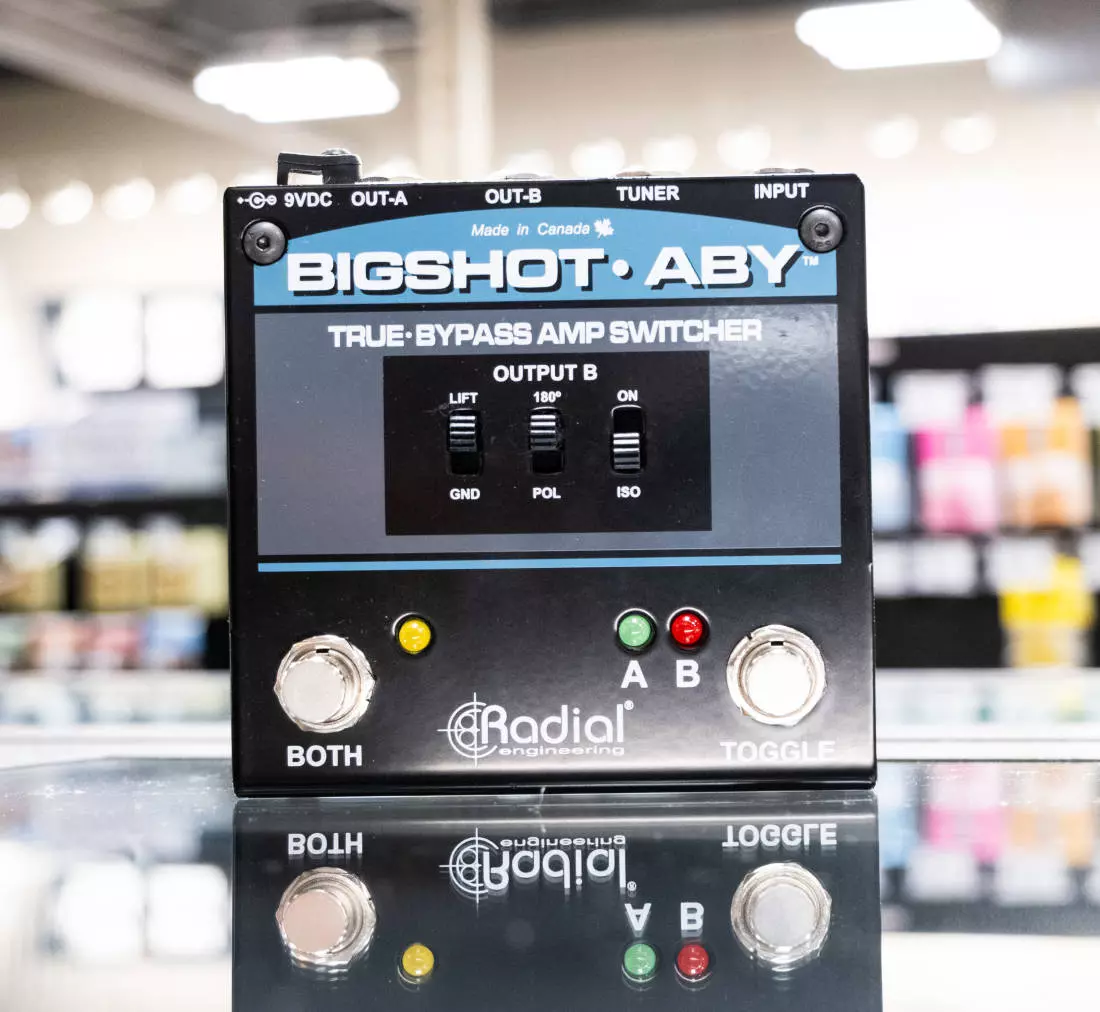 9VDC OUT-A OUT-B TUNER INPUT
Made in Canada
BIGSHOT · ABY™
TRUE·BYPASS AMP SWITCHER
OUTPUT B
LIFT 180º ON
GND POL ISO
A B
Radial®
engineering
BOTH TOGGLE